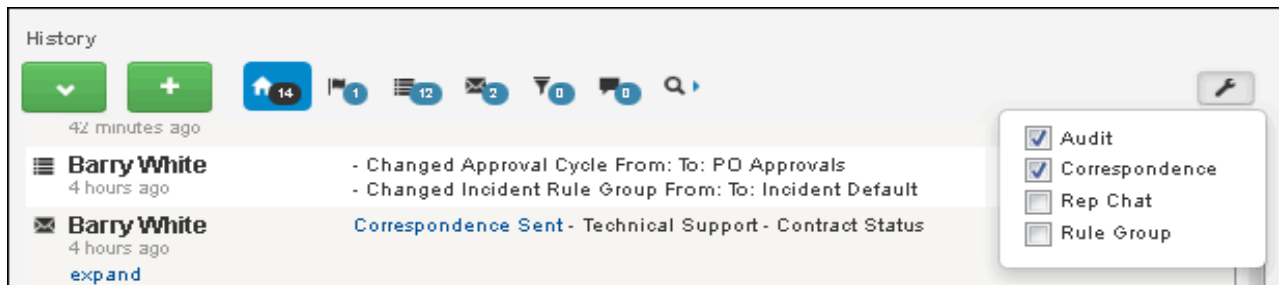 History
14
1
12
2
0
0
42 minutes ago
Barry White
4 hours ago
- Changed Approval Cycle From: To: PO Approvals
- Changed Incident Rule Group From: To: Incident Default
Barry White
4 hours ago
Correspondence Sent - Technical Support - Contract Status
expand
Audit
Correspondence
Rep Chat
Rule Group